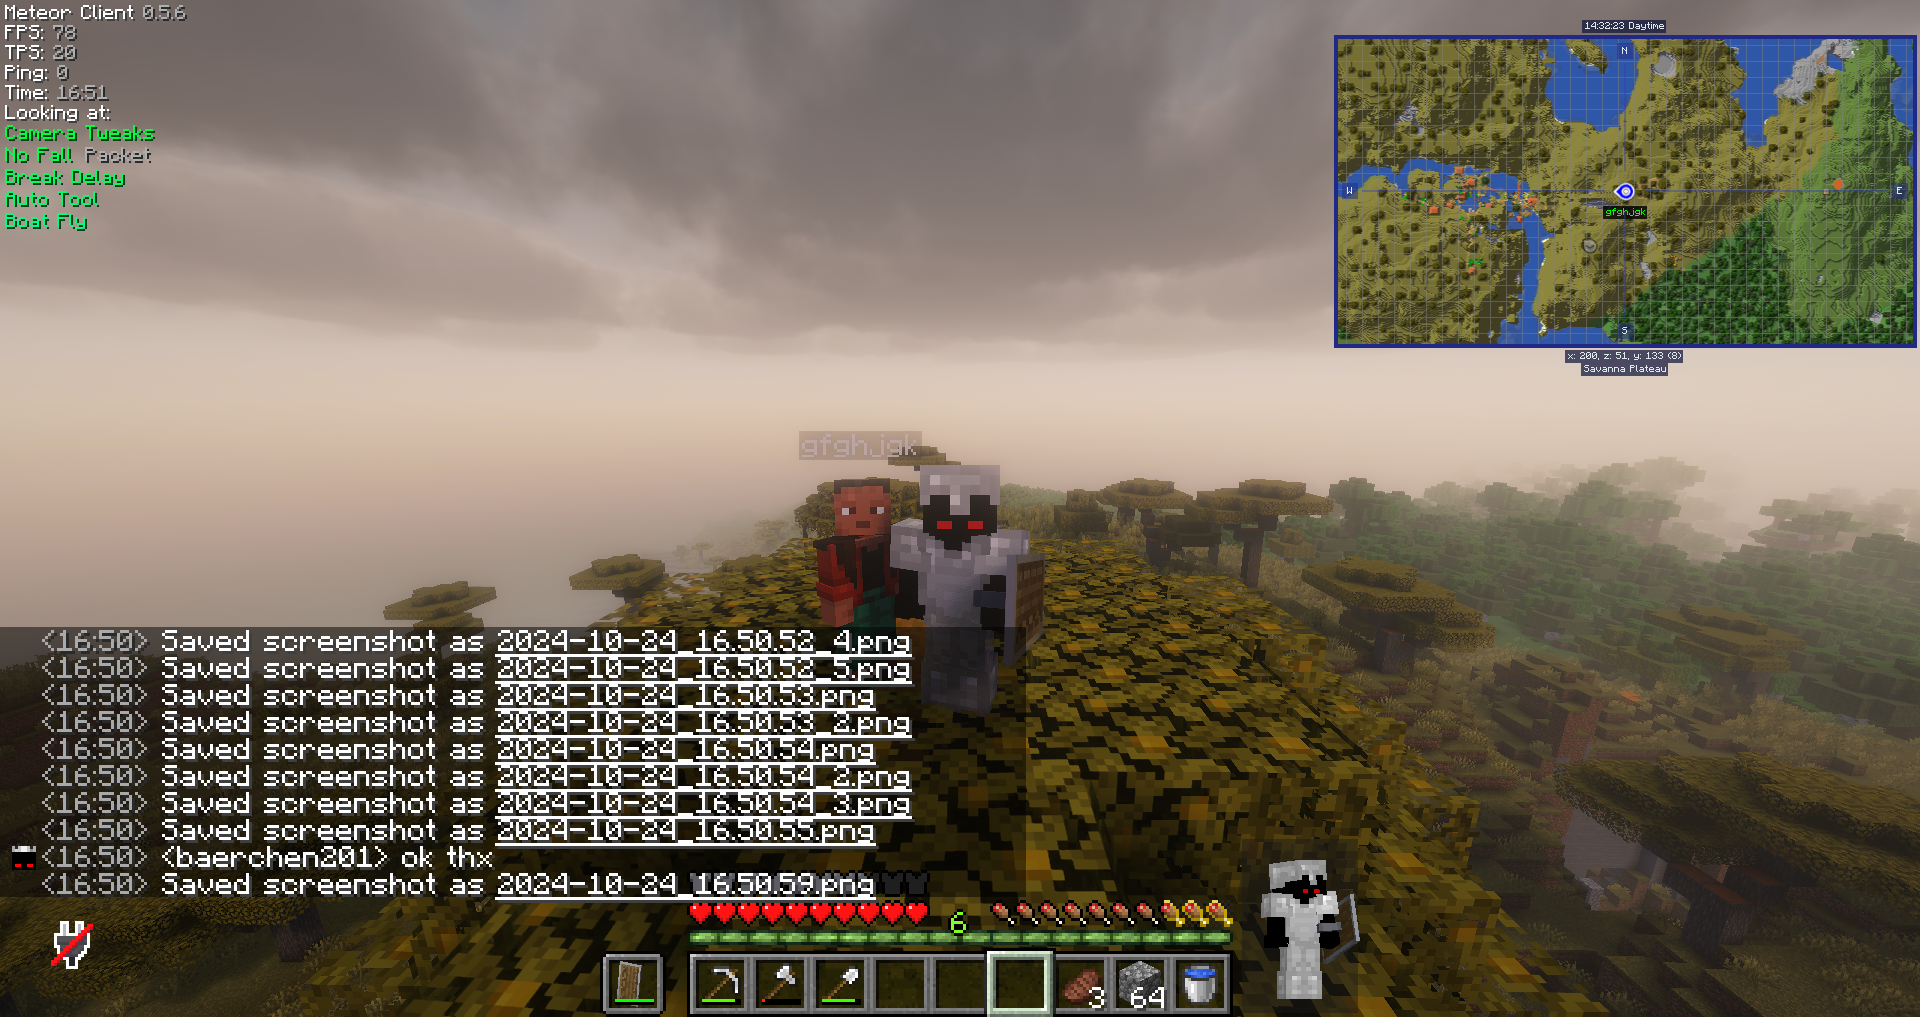 Meteor Client 0.5.6
FPS: 78
TPS: 20
Ping: 0
Time: 16:51
Looking at:
Camera Tweaks
No Fall Packet
Break Delay
Auto Tool
Boat Fly
14:32:23 Daytime
N
W
E
gfghjgk
S
x: 200, z: 51, y: 133 (8)
Savanna Plateau
gfghjgk
<16:50> Saved screenshot as 2024-10-24_16.50.52_4.png
<16:50> Saved screenshot as 2024-10-24_16.50.52_5.png
<16:50> Saved screenshot as 2024-10-24_16.50.53.png
<16:50> Saved screenshot as 2024-10-24_16.50.53_2.png
<16:50> Saved screenshot as 2024-10-24_16.50.54.png
<16:50> Saved screenshot as 2024-10-24_16.50.54_2.png
<16:50> Saved screenshot as 2024-10-24_16.50.54_3.png
<16:50> Saved screenshot as 2024-10-24_16.50.55.png
<16:50> <baerchen201> ok thx
<16:50> Saved screenshot as 2024-10-24_16.50.59.png
6
3
64